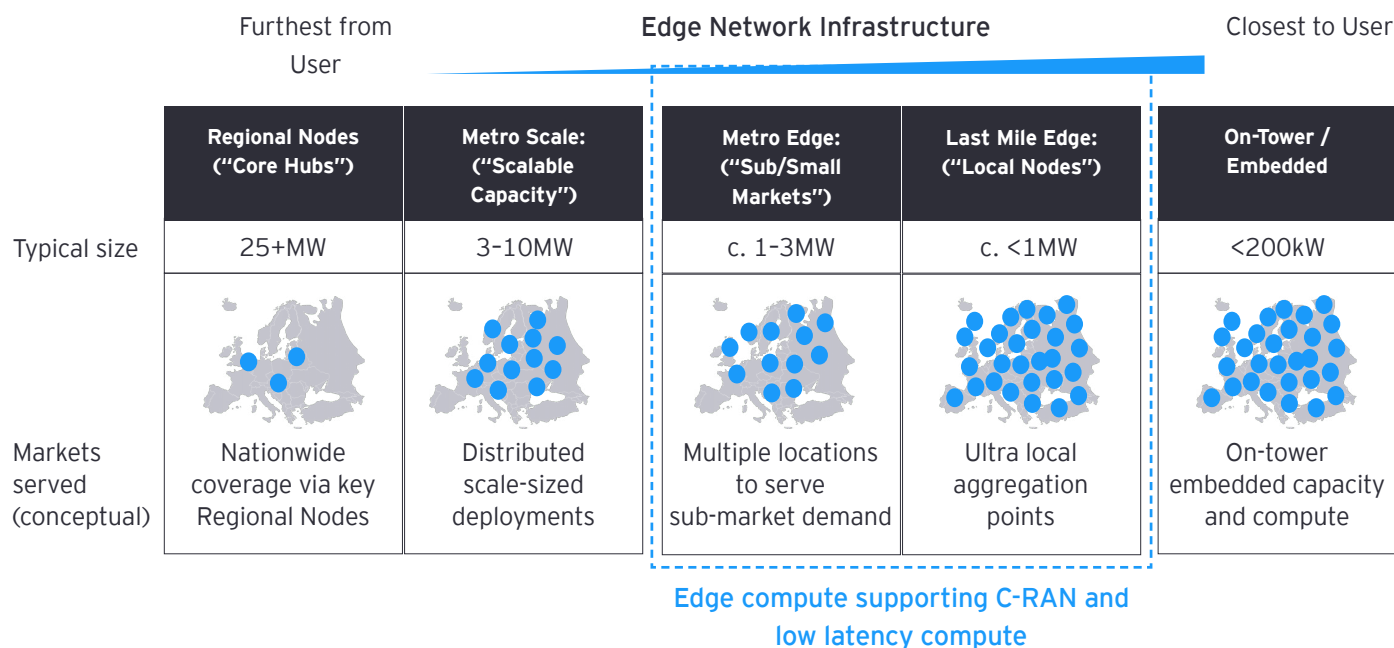 Furthest from
User
Edge Network Infrastructure
Closest to User
Regional Nodes
(“Core Hubs”)
Metro Scale:
(“Scalable
Capacity”)
Metro Edge:
(“Sub/Small
Markets”)
Last Mile Edge:
(“Local Nodes”)
On-Tower /
Embedded
Typical size
25+MW
3–10MW
c. 1–3MW
c. <1MW
<200kW
Markets
served
(conceptual)
Nationwide
coverage via key
Regional Nodes
Distributed
scale-sized
deployments
Multiple locations
to serve
sub-market demand
Ultra local
aggregation
points
On-tower
embedded capacity
and compute
Edge compute supporting C-RAN and
low latency compute